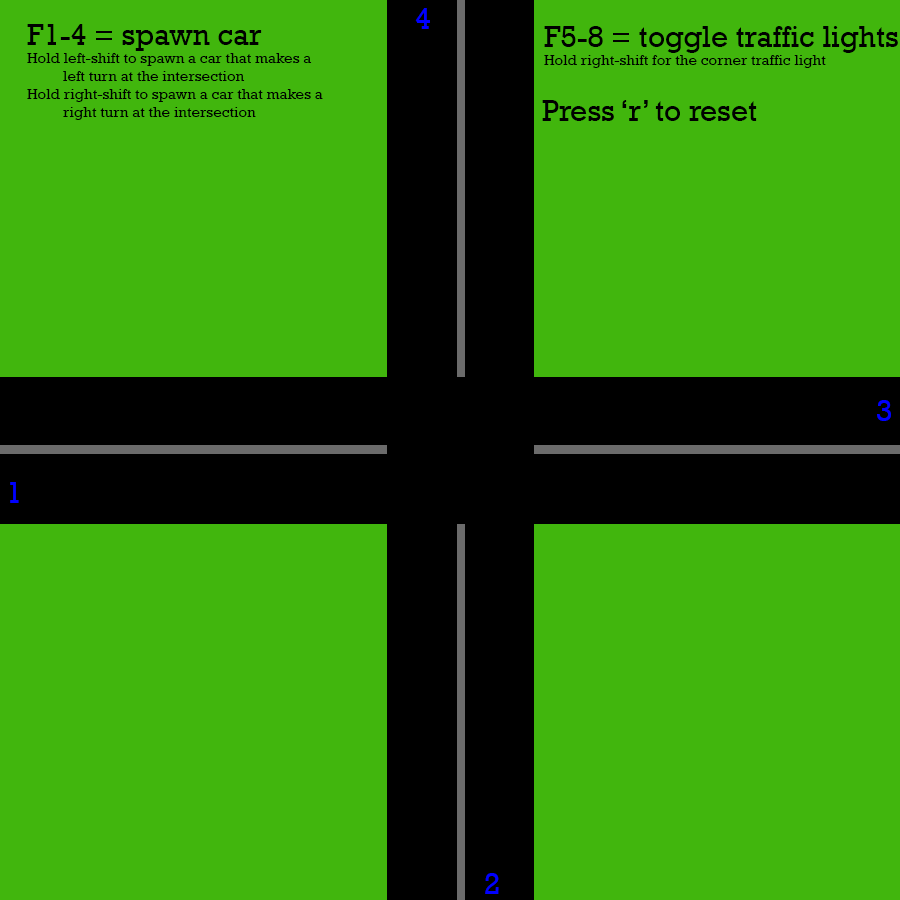 F1-4 = spawn car
Hold left-shift to spawn a car that makes a
left turn at the intersection
Hold right-shift to spawn a car that makes a
right turn at the intersection
4
F5-8 = toggle traffic lights
Hold right-shift for the corner traffic light
Press ‘r’ to reset
3
1
2